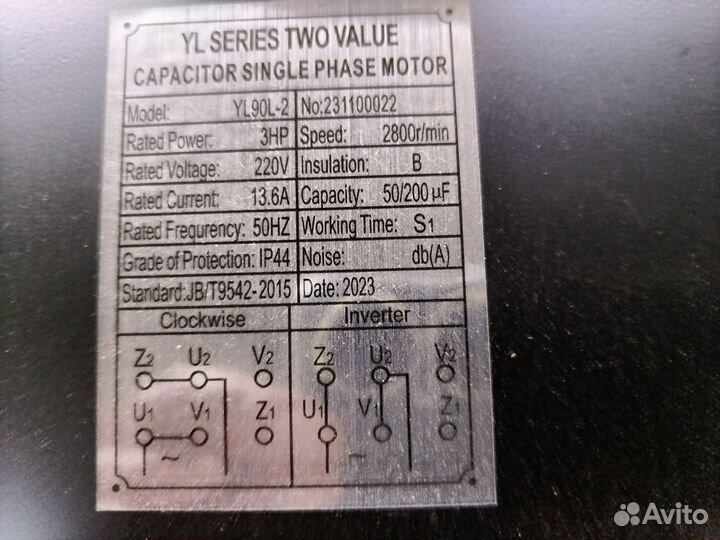 YL SERIES TWO VALUE
CAPACITOR SINGLE PHASE MOTOR
Model: YL90L-2 No:231100022
Rated Power: 3HP Speed: 2800r/min
Rated Voltage: 220V Insulation: B
Rated Current: 13.6A Capacity: 50/200 μF
Rated Frequrency: 50HZ Working Time: S1
Grade of Protection: IP44 Noise: db(A)
Standard:JB/T9542-2015 Date: 2023
Clockwise Inverter
Z2 U2 V2 Z2 U2 V2
U1 V1 Z1 U1 V1 Z1
~ ~
Avito